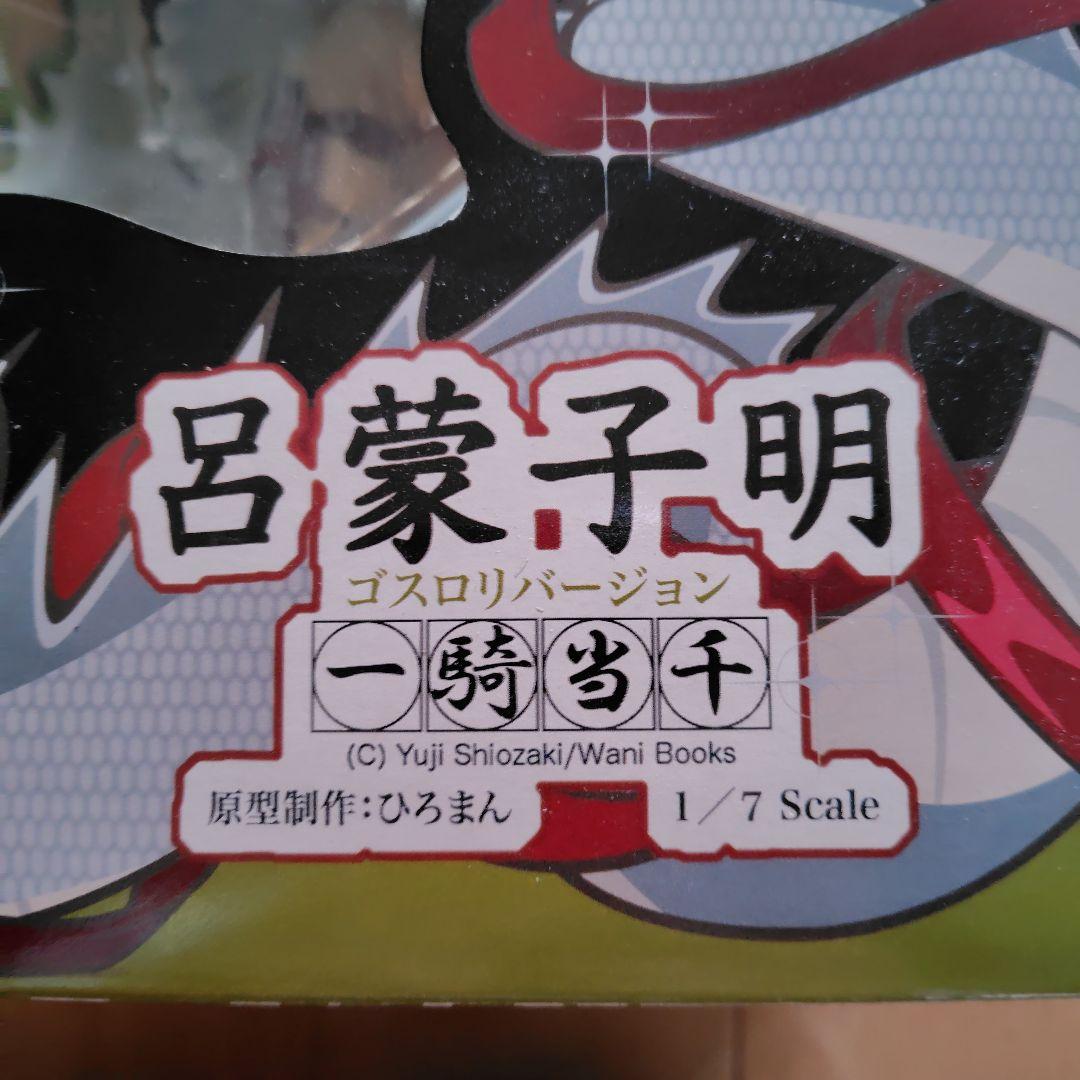 呂蒙子明
ゴスロリバージョン
一騎当千
(C) Yuji Shiozaki/Wani Books
原型制作:ひろまん
1／7 Scale